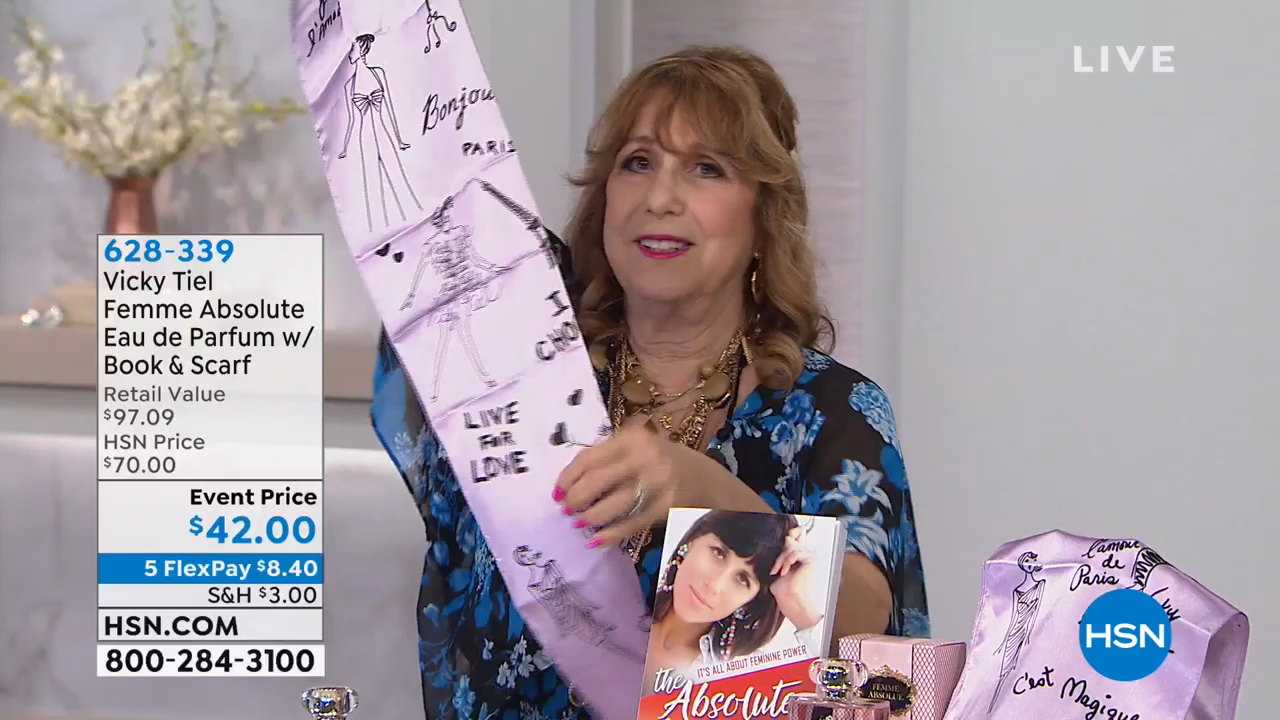 LIVE
628-339
Vicky Tiel
Femme Absolute
Eau de Parfum w/
Book & Scarf
Retail Value
$97.09
HSN Price
$70.00
Event Price
$42.00
5 FlexPay $8.40
S&H $3.00
HSN.COM
800-284-3100
Bonjou
PARIS
I
CHO
LIVE
FOR
LOVE
IT'S ALL ABOUT FEMININE POWER
the
Absolute
FEMME
ABSOLUE
l'amour
de
Paris
C'est Magique
HSN